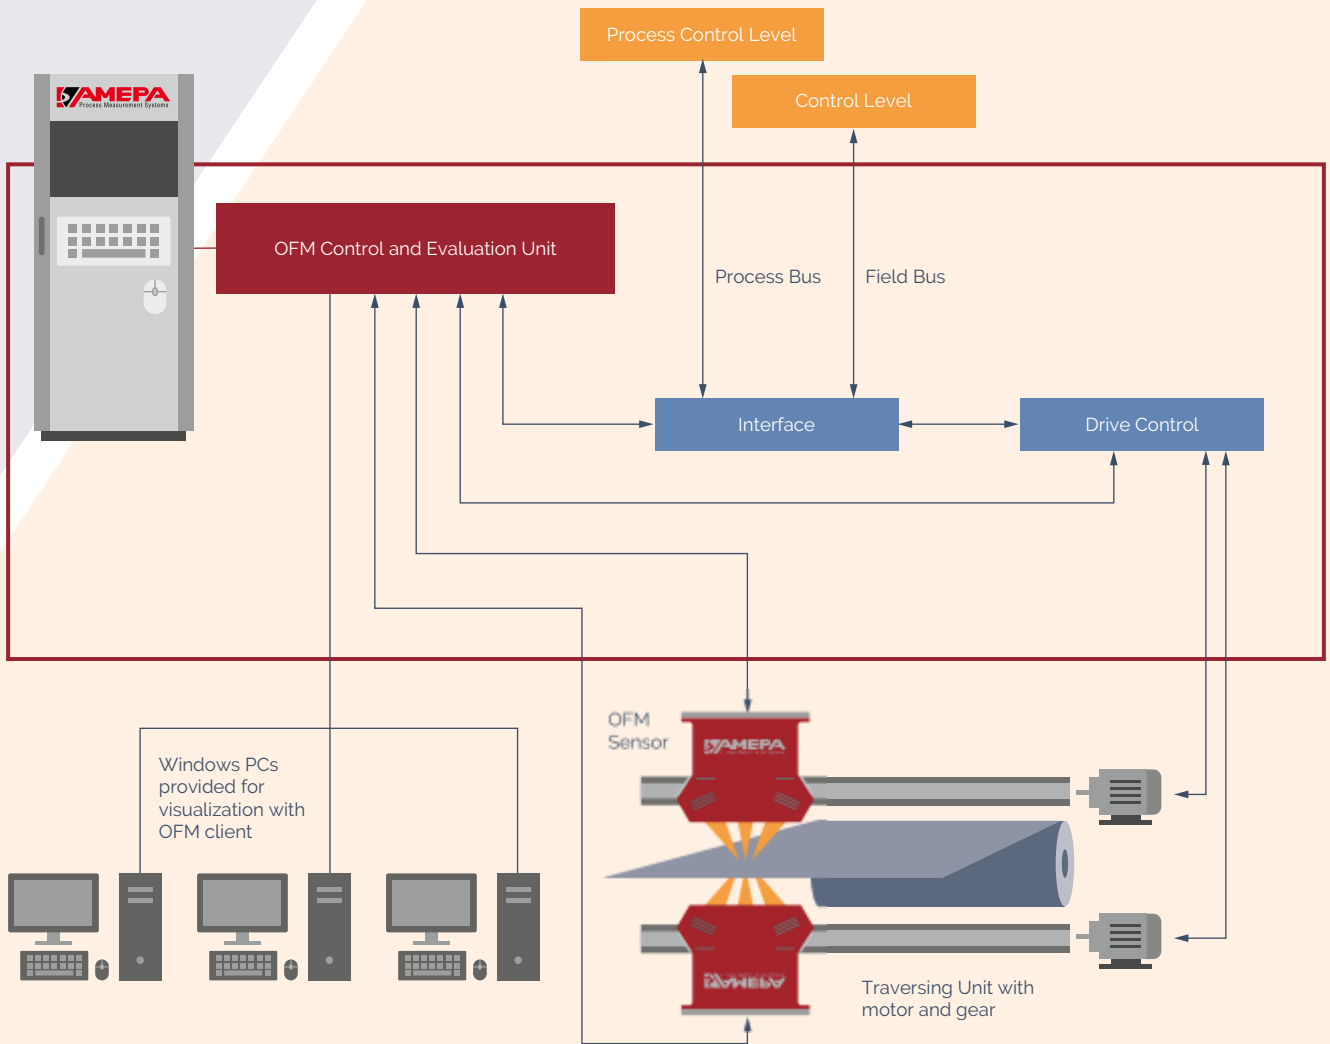 Process Control Level
Control Level
AMEPA
Process Measurement Systems
OFM Control and Evaluation Unit
Process Bus
Field Bus
Interface
Drive Control
OFM
Sensor
AMEPA
Windows PCs
provided for
visualization with
OFM client
AMEPA
Traversing Unit with
motor and gear